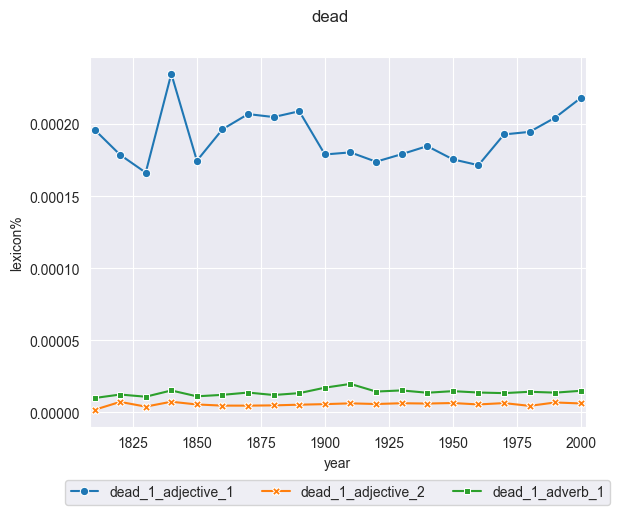 dead
0.00020
0.00015
0.00010
0.00005
0.00000
lexicon%
1825 1850 1875 1900 1925 1950 1975 2000
year
dead_1_adjective_1 dead_1_adjective_2 dead_1_adverb_1